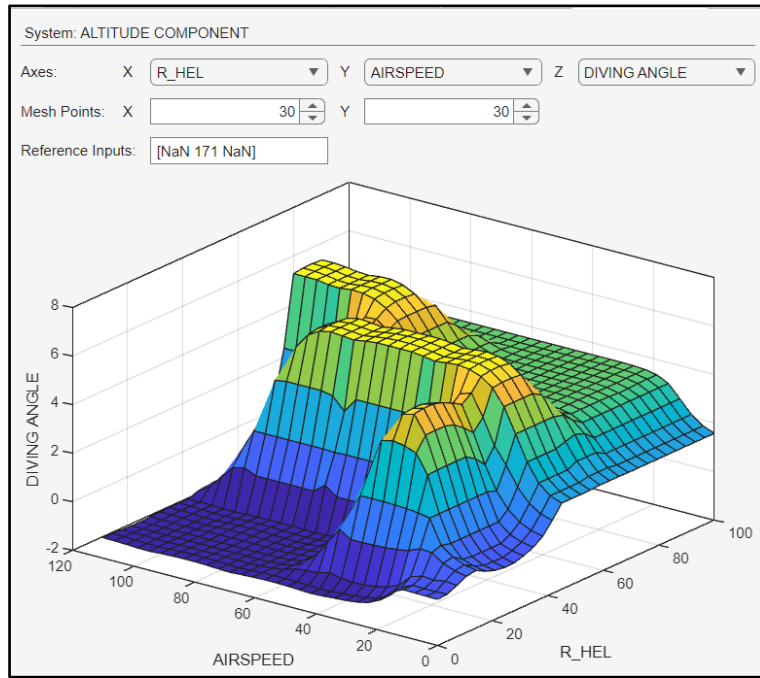 System: ALTITUDE COMPONENT
Axes: X R_HEL Y AIRSPEED Z DIVING ANGLE
Mesh Points: X 30 Y 30
Reference Inputs: [NaN 171 NaN]
8
6
4
2
0
-2
DIVING ANGLE
120
100
80
60
40
20
0
AIRSPEED
0
20
40
60
80
100
R_HEL